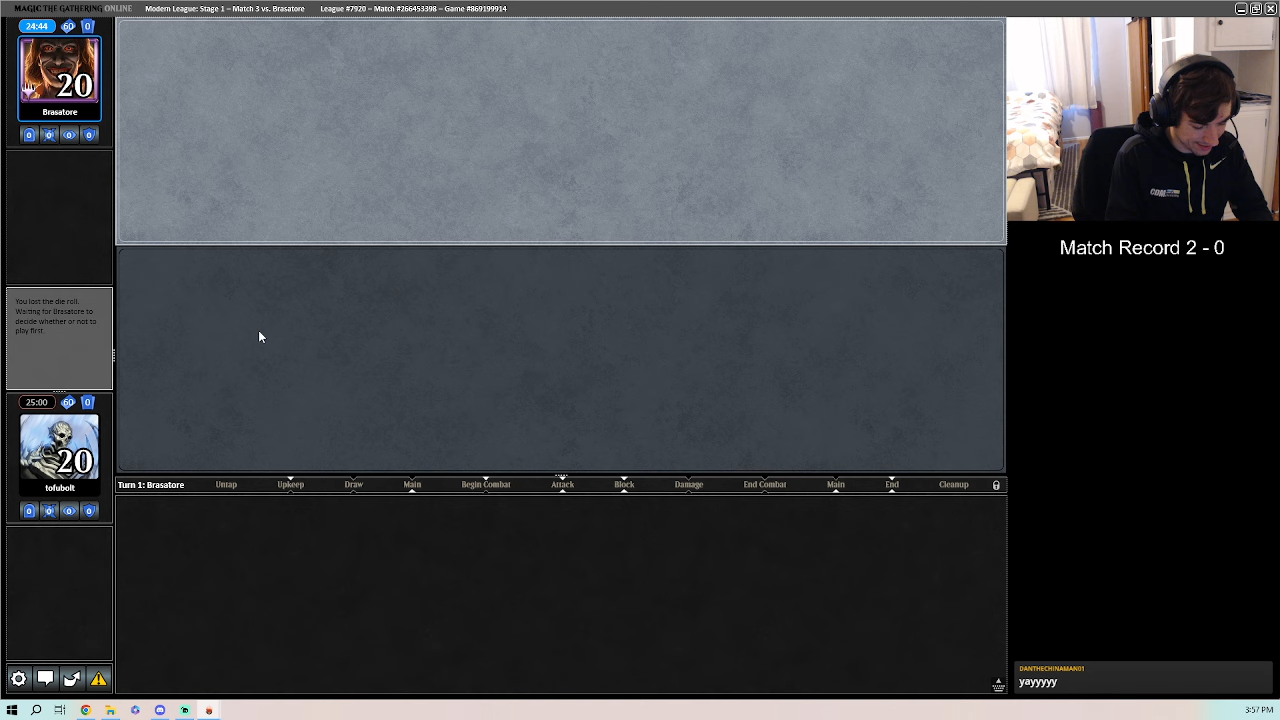 MAGIC THE GATHERING ONLINE
Modern League: Stage 1 – Match 3 vs. Brasatore
League #7920 – Match #266453398 – Game #869199914
24:44
60
0
20
Brasatore
0
0
0
0
You lost the die roll.
Waiting for Brasatore to
decide whether or not to
play first.
25:00
60
0
20
tofubolt
0
0
0
0
Turn 1: Brasatore
Untap
Upkeep
Draw
Main
Begin Combat
Attack
Block
Damage
End Combat
Main
End
Cleanup
Match Record 2 - 0
DANTHECHINAMAN01
yayyyyy
3:57 PM